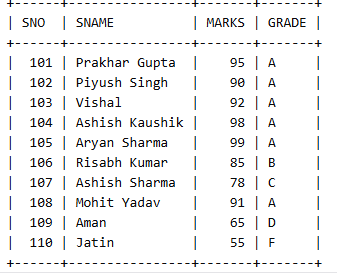 +------+----------------+-------+-------+
| SNO | SNAME | MARKS | GRADE |
+------+----------------+-------+-------+
| 101 | Prakhar Gupta | 95 | A |
| 102 | Piyush Singh | 90 | A |
| 103 | Vishal | 92 | A |
| 104 | Ashish Kaushik | 98 | A |
| 105 | Aryan Sharma | 99 | A |
| 106 | Risabh Kumar | 85 | B |
| 107 | Ashish Sharma | 78 | C |
| 108 | Mohit Yadav | 91 | A |
| 109 | Aman | 65 | D |
| 110 | Jatin | 55 | F |
+------+----------------+-------+-------+